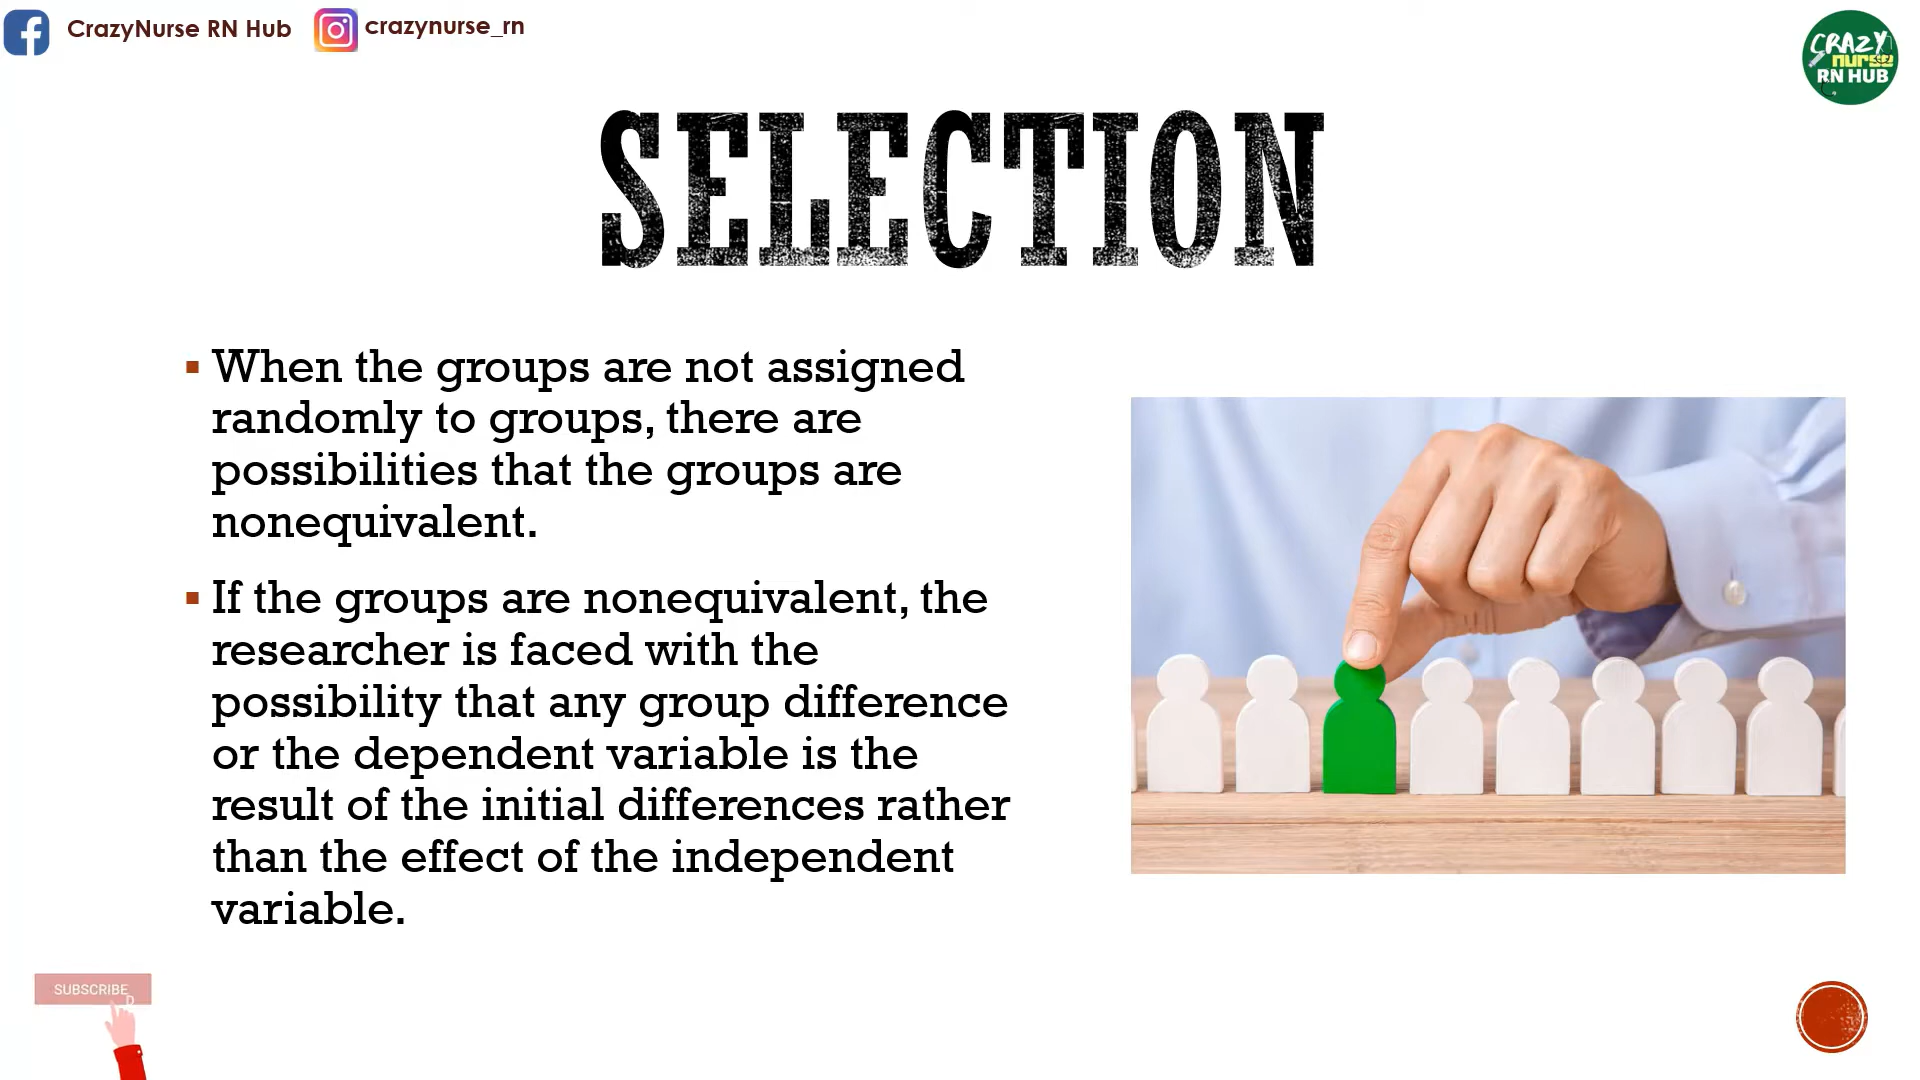 CrazyNurse RN Hub
crazynurse_rn
CRAZY
nurse
RN HUB
SELECTION
When the groups are not assigned
randomly to groups, there are
possibilities that the groups are
nonequivalent.
If the groups are nonequivalent, the
researcher is faced with the
possibility that any group difference
or the dependent variable is the
result of the initial differences rather
than the effect of the independent
variable.
SUBSCRIBE